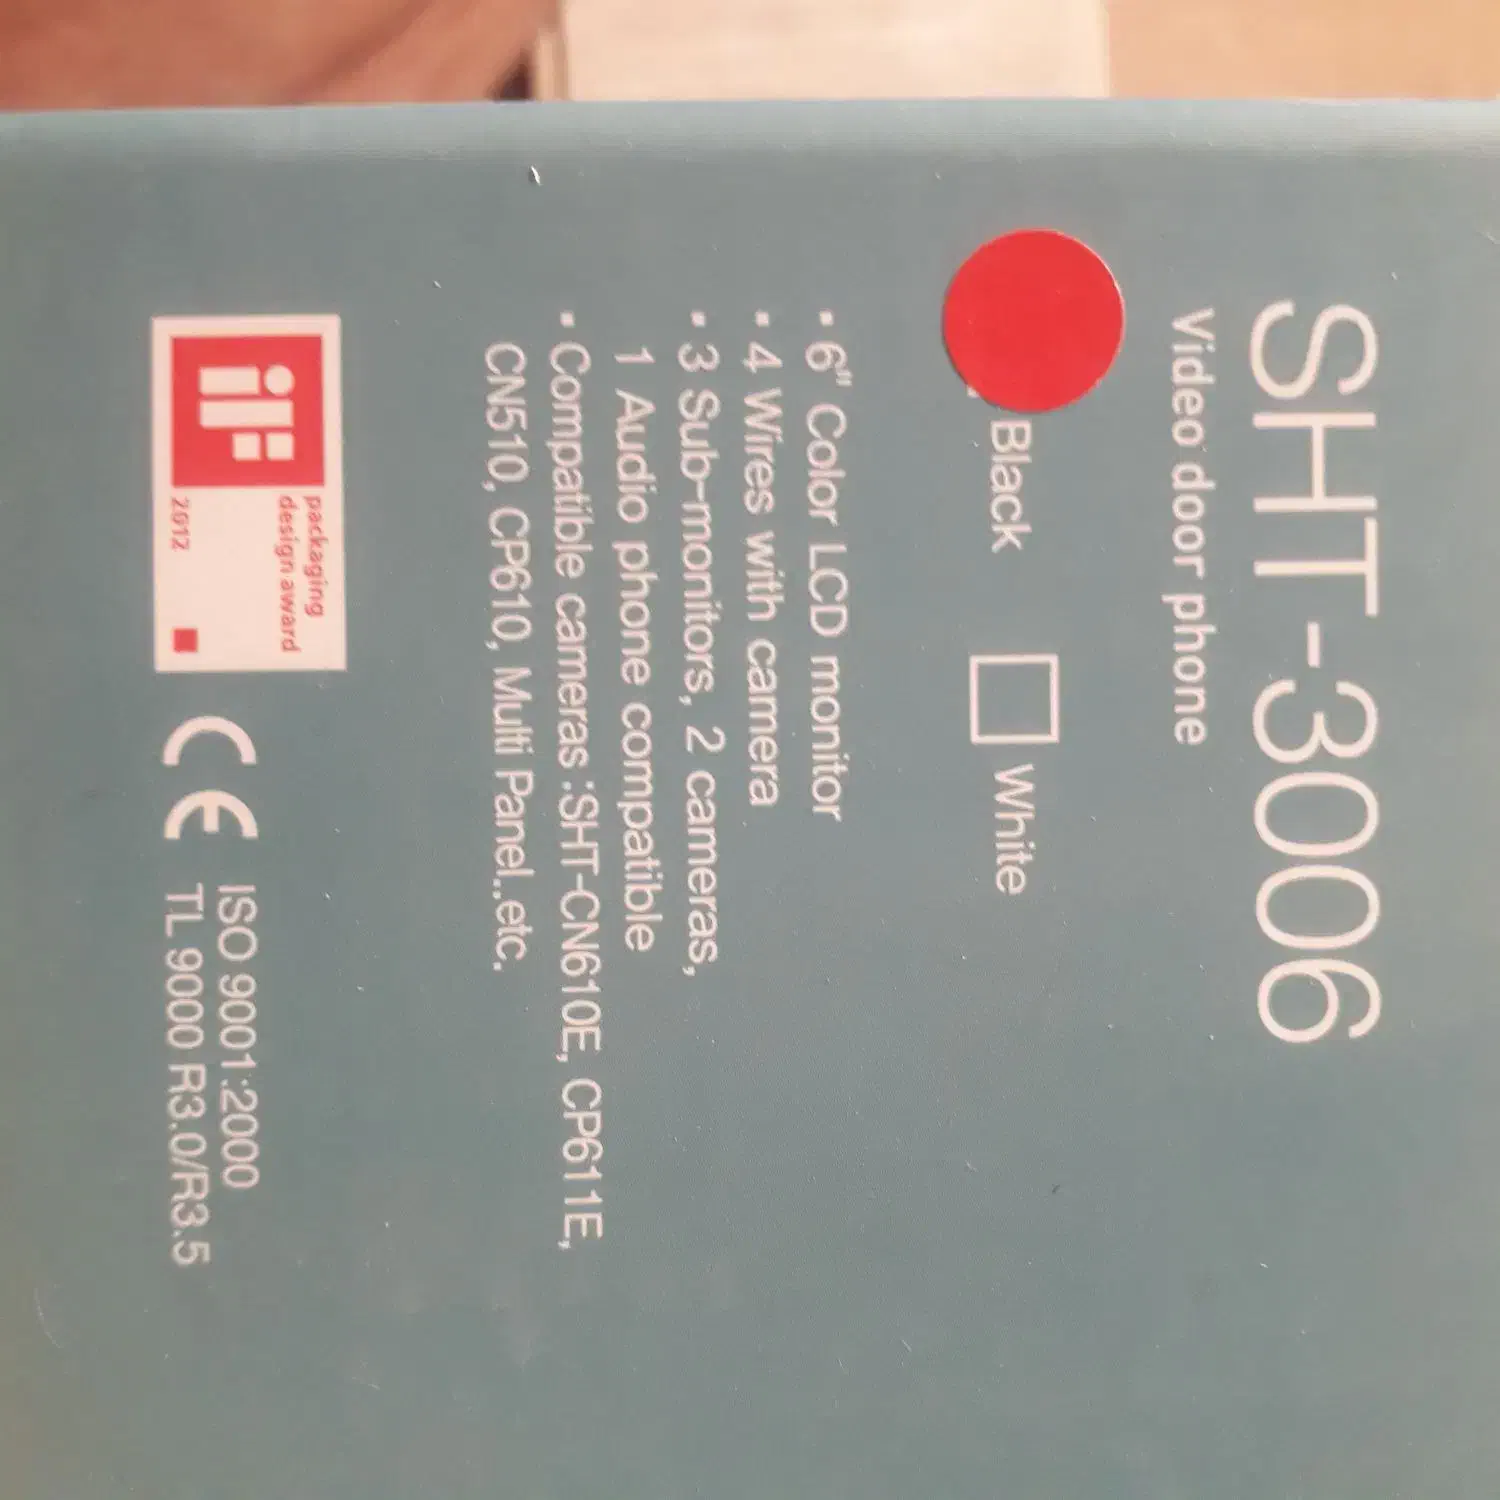 SHT-3006
Video door phone
Black
White
• 6" Color LCD monitor
• 4 Wires with camera
• 3 Sub-monitors, 2 cameras,
1 Audio phone compatible
• Compatible cameras :SHT-CN610E, CP611E,
CN510, CP610, Multi Panel.,etc.
iF
packaging
design award
2012
CE
ISO 9001:2000
TL 9000 R3.0/R3.5